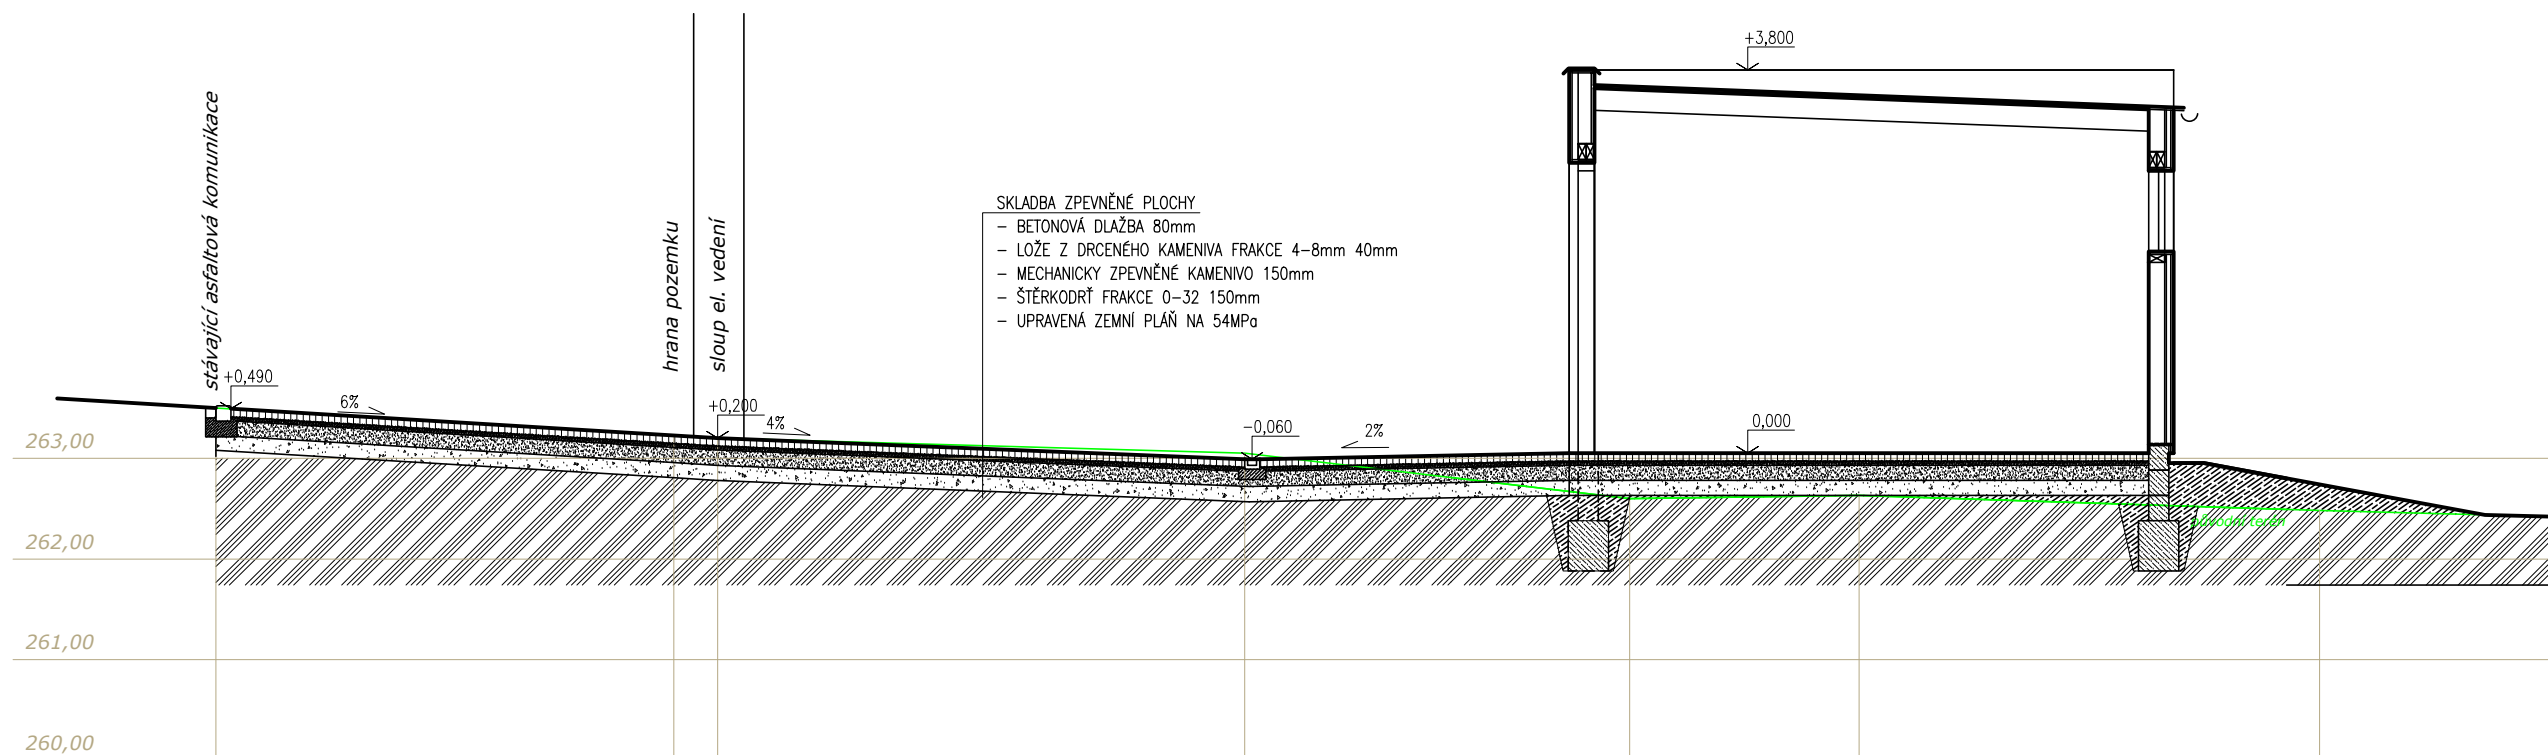 +3,800
stávající asfaltová komunikace
hrana pozemku
sloup el. vedení
SKLADBA ZPEVNĚNÉ PLOCHY
– BETONOVÁ DLAŽBA 80mm
– LOŽE Z DRCENÉHO KAMENIVA FRAKCE 4–8mm 40mm
– MECHANICKY ZPEVNĚNÉ KAMENIVO 150mm
– ŠTĚRKODRŤ FRAKCE 0–32 150mm
– UPRAVENÁ ZEMNÍ PLÁŇ NA 54MPa
+0,490
6%
+0,200
4%
–0,060
2%
0,000
263,00
původní terén
262,00
261,00
260,00